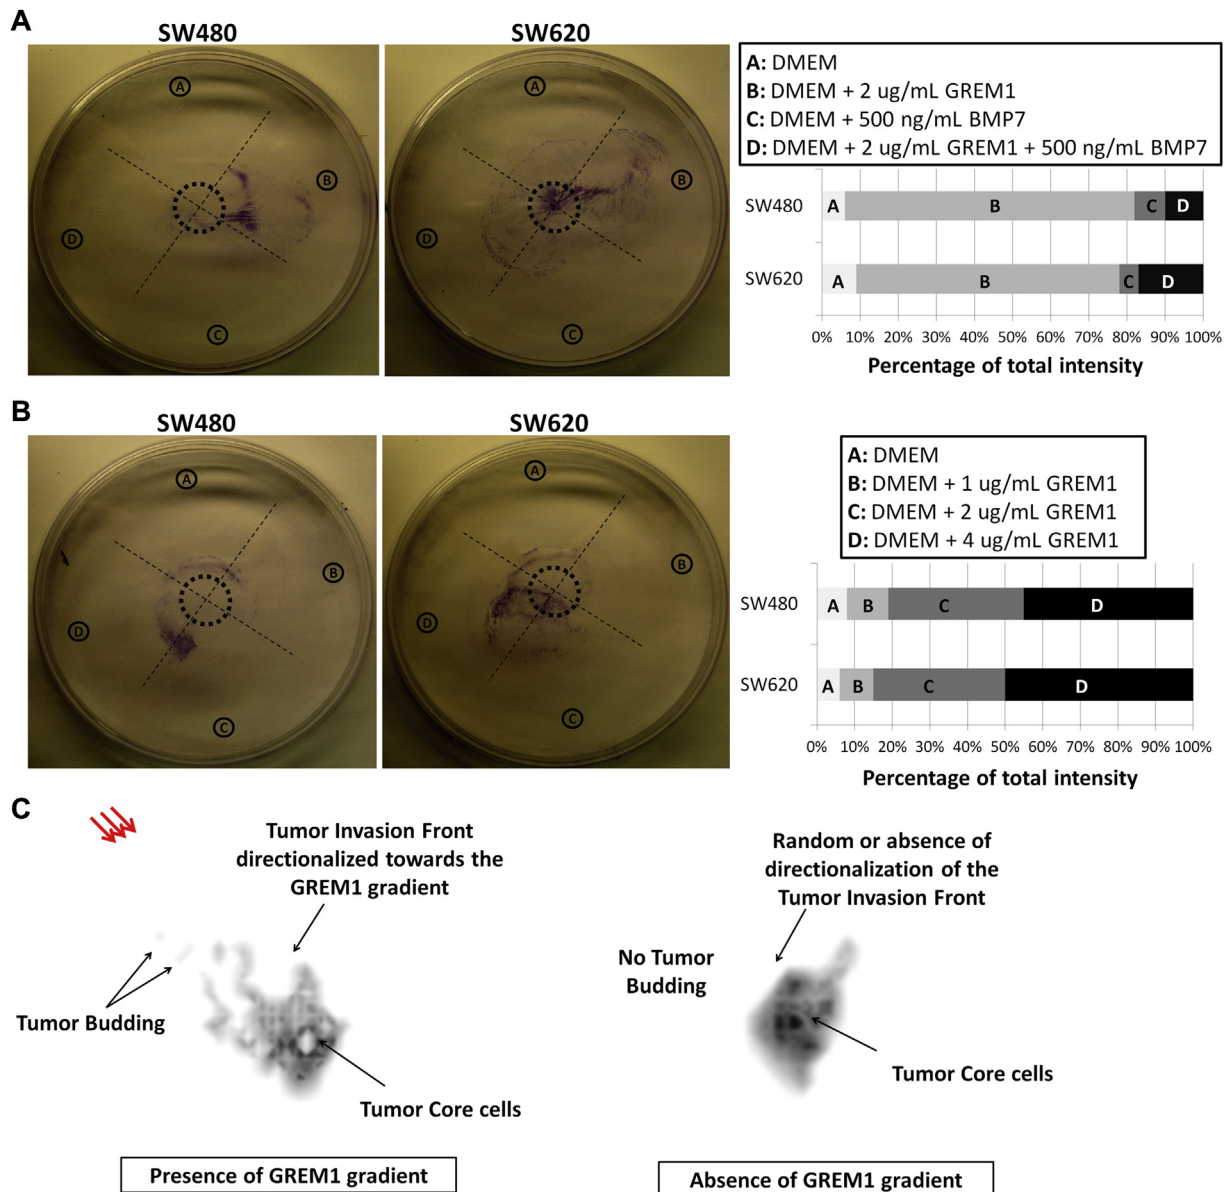 A
SW480
SW620
A
B
C
D
A
B
C
D
A: DMEM
B: DMEM + 2 ug/mL GREM1
C: DMEM + 500 ng/mL BMP7
D: DMEM + 2 ug/mL GREM1 + 500 ng/mL BMP7
SW480
A B C D
SW620
A B C D
0% 10% 20% 30% 40% 50% 60% 70% 80% 90% 100%
Percentage of total intensity
B
SW480
SW620
A
B
C
D
A
B
C
D
A: DMEM
B: DMEM + 1 ug/mL GREM1
C: DMEM + 2 ug/mL GREM1
D: DMEM + 4 ug/mL GREM1
SW480
A B C D
SW620
A B C D
0% 10% 20% 30% 40% 50% 60% 70% 80% 90% 100%
Percentage of total intensity
C
Tumor Invasion Front
directionalized towards the
GREM1 gradient
Tumor Budding
Tumor Core cells
Presence of GREM1 gradient
Random or absence of
directionalization of the
Tumor Invasion Front
No Tumor
Budding
Tumor Core cells
Absence of GREM1 gradient